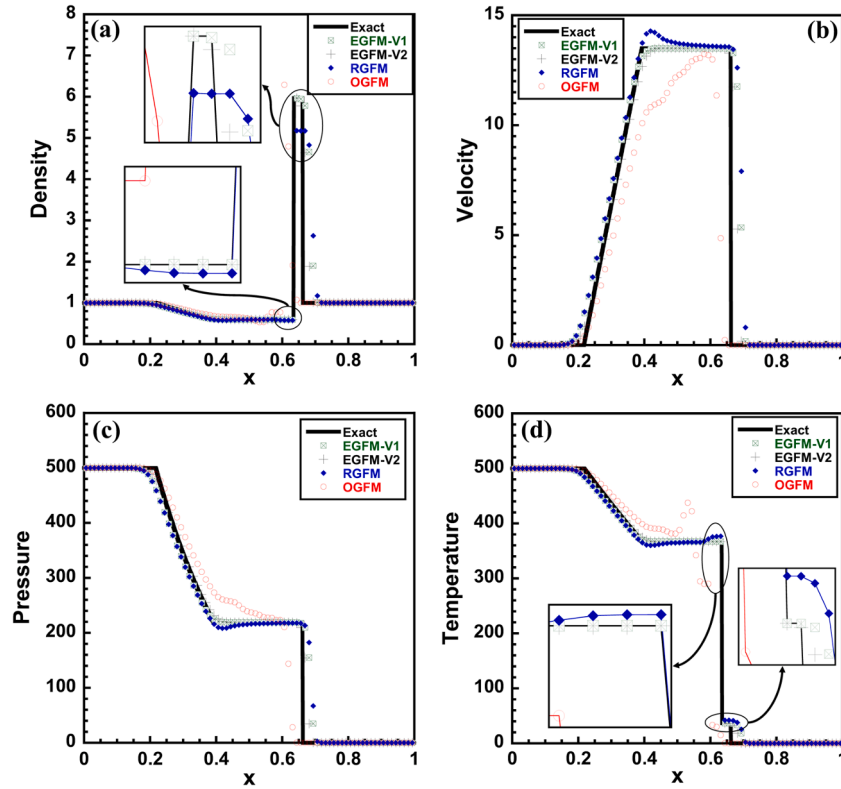 (a)
Exact
EGFM-V1
EGFM-V2
RGFM
OGFM
Density
8
7
6
5
4
3
2
1
0
0 0.2 0.4 0.6 0.8 1
x
(b)
Exact
EGFM-V1
EGFM-V2
RGFM
OGFM
Velocity
15
10
5
0
0 0.2 0.4 0.6 0.8 1
x
(c)
Exact
EGFM-V1
EGFM-V2
RGFM
OGFM
Pressure
600
500
400
300
200
100
0
0 0.2 0.4 0.6 0.8 1
x
(d)
Exact
EGFM-V1
EGFM-V2
RGFM
OGFM
Temperature
600
500
400
300
200
100
0
0 0.2 0.4 0.6 0.8 1
x